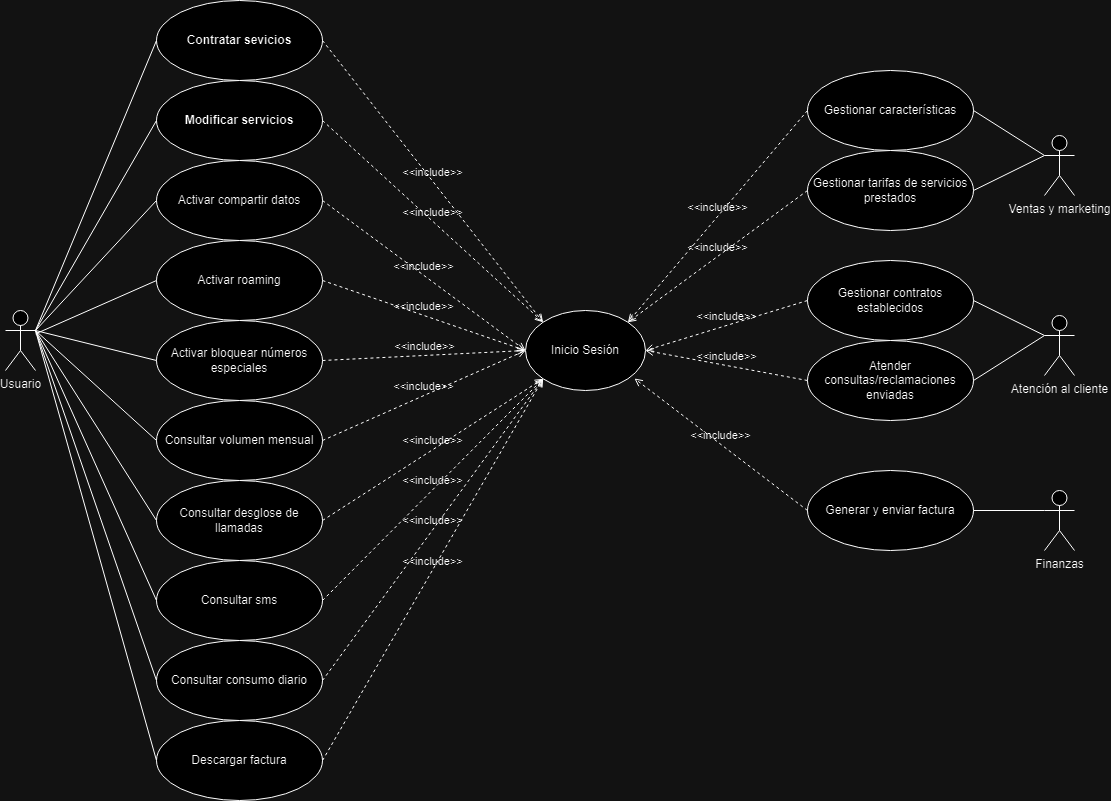 Contratar sevicios
Modificar servicios
Activar compartir datos
Activar roaming
Activar bloquear números
especiales
Consultar volumen mensual
Consultar desglose de
llamadas
Consultar sms
Consultar consumo diario
Descargar factura
Usuario
<<include>>
<<include>>
<<include>>
<<include>>
<<include>>
<<include>>
<<include>>
<<include>>
<<include>>
<<include>>
Inicio Sesión
<<include>>
<<include>>
<<include>>
<<include>>
<<include>>
Gestionar características
Gestionar tarifas de servicios
prestados
Gestionar contratos
establecidos
Atender
consultas/reclamaciones
enviadas
Generar y enviar factura
Ventas y marketing
Atención al cliente
Finanzas